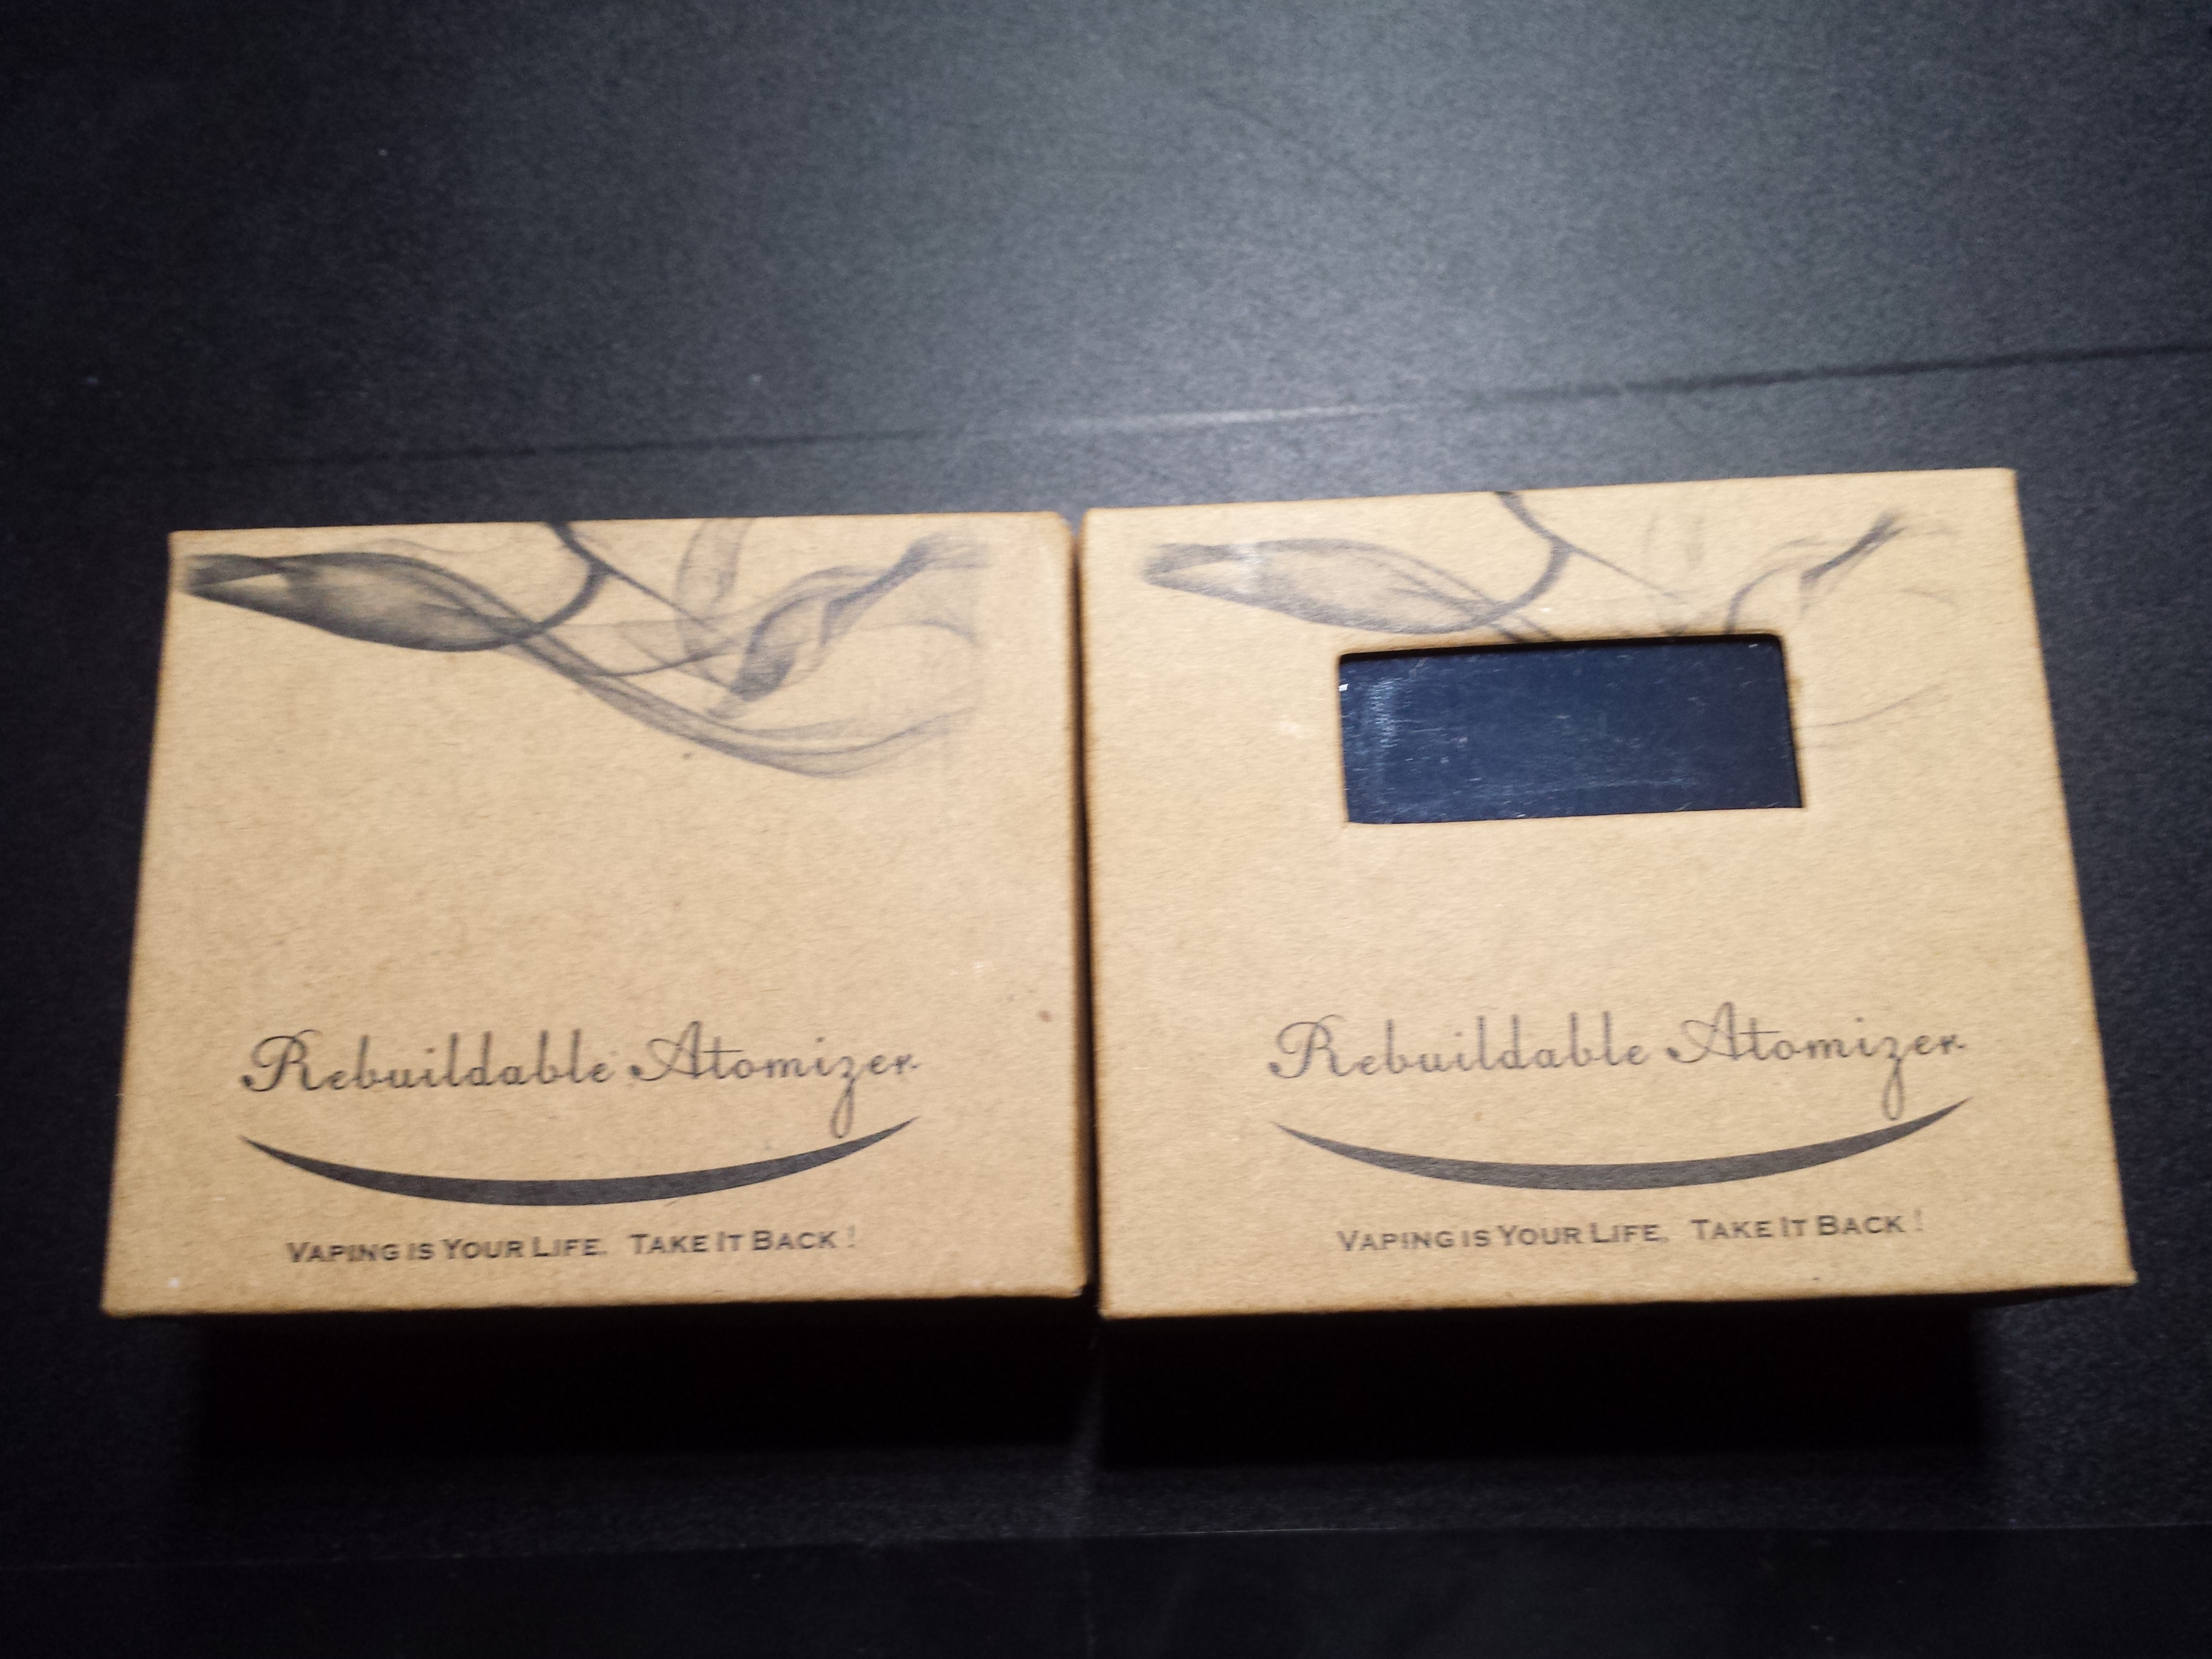 Rebuildable Atomizer
VAPING IS YOUR LIFE. TAKE IT BACK !
Rebuildable Atomizer
VAPING IS YOUR LIFE, TAKE IT BACK !